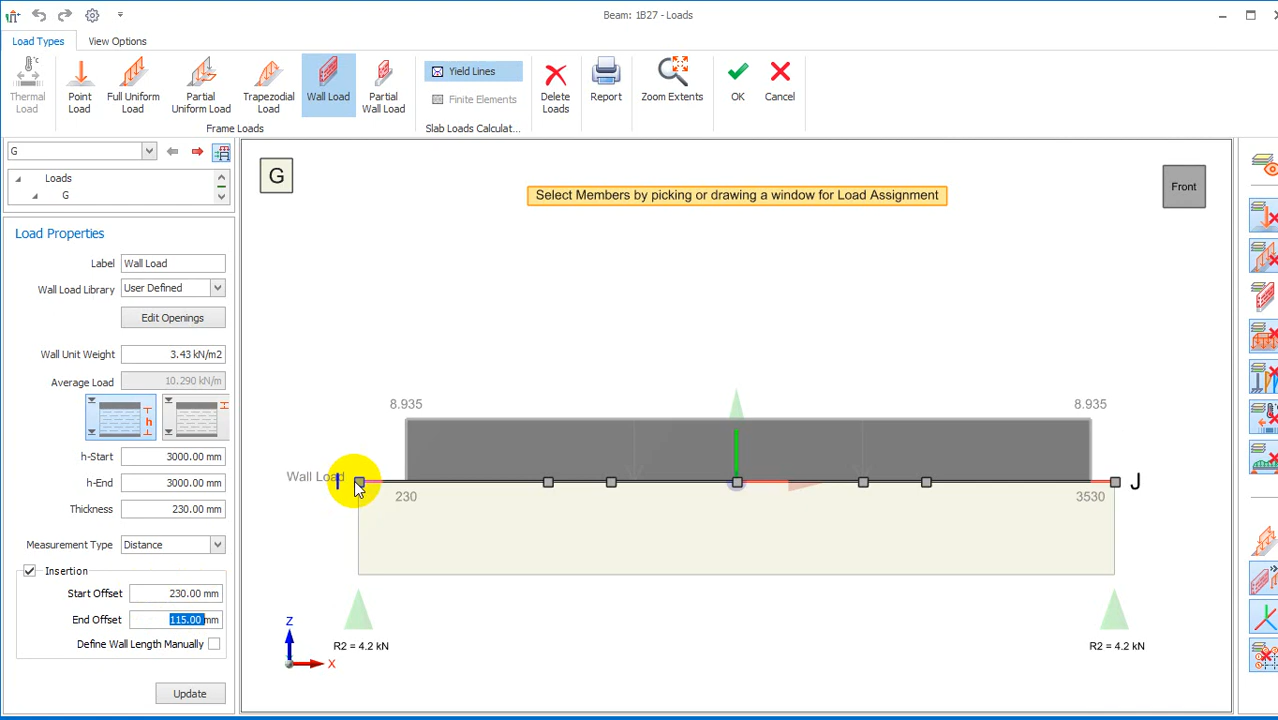 Beam: 1B27 - Loads
Load Types
View Options
Thermal Load
Point Load
Full Uniform Load
Partial Uniform Load
Trapezodal Load
Wall Load
Partial Wall Load
Yield Lines
Finite Elements
Delete Loads
Report
Zoom Extents
OK
Cancel
Frame Loads
Slab Loads Calculat...
G
Loads
G
G
Select Members by picking or drawing a window for Load Assignment
Front
Load Properties
Label Wall Load
Wall Load Library User Defined
Edit Openings
Wall Unit Weight 3.43 kN/m2
Average Load 10.290 kN/m
h
h-Start 3000.00 mm
h-End 3000.00 mm
Thickness 230.00 mm
Measurement Type Distance
Insertion
Start Offset 230.00 mm
End Offset 115.00 mm
Define Wall Length Manually
Update
8.935
8.935
Wall Load
I
J
230
3530
R2 = 4.2 kN
R2 = 4.2 kN
Z
X